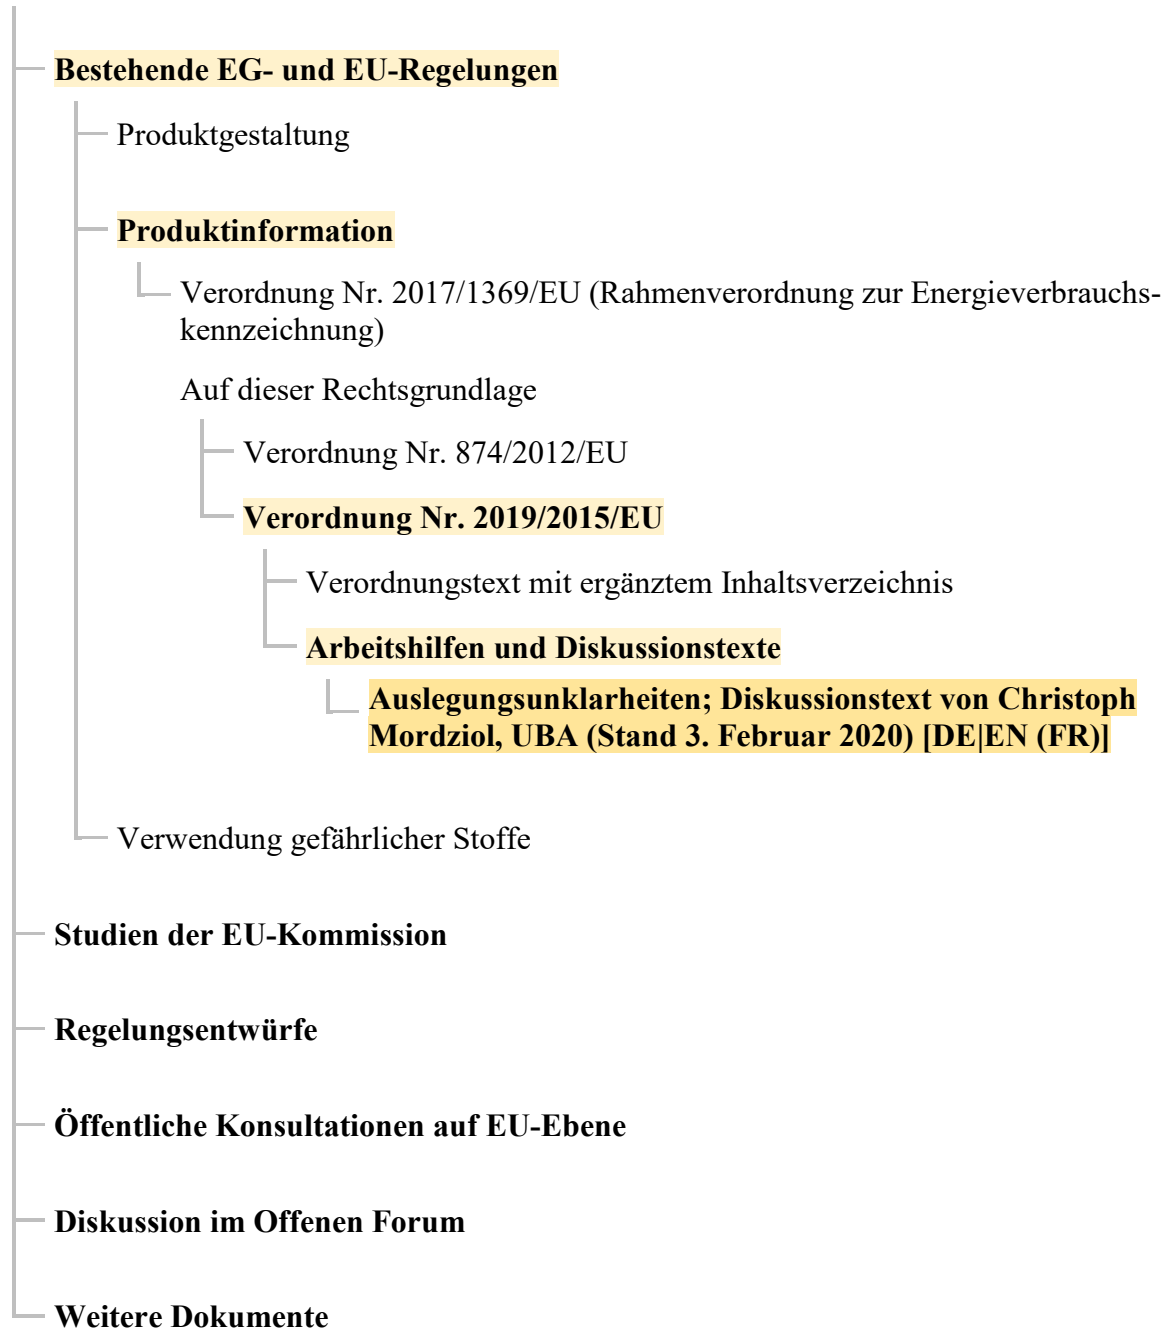 Bestehende EG- und EU-Regelungen
Produktgestaltung
Produktinformation
Verordnung Nr. 2017/1369/EU (Rahmenverordnung zur Energieverbrauchs-
kennzeichnung)
Auf dieser Rechtsgrundlage
Verordnung Nr. 874/2012/EU
Verordnung Nr. 2019/2015/EU
Verordnungstext mit ergänztem Inhaltsverzeichnis
Arbeitshilfen und Diskussionstexte
Auslegungsunklarheiten; Diskussionstext von Christoph
Mordziol, UBA (Stand 3. Februar 2020) [DE|EN (FR)]
Verwendung gefährlicher Stoffe
Studien der EU-Kommission
Regelungsentwürfe
Öffentliche Konsultationen auf EU-Ebene
Diskussion im Offenen Forum
Weitere Dokumente